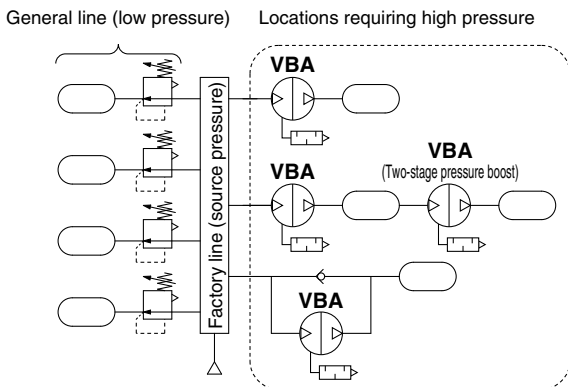 General line (low pressure)
Locations requiring high pressure
VBA
VBA
VBA
(Two-stage pressure boost)
Factory line (source pressure)
VBA